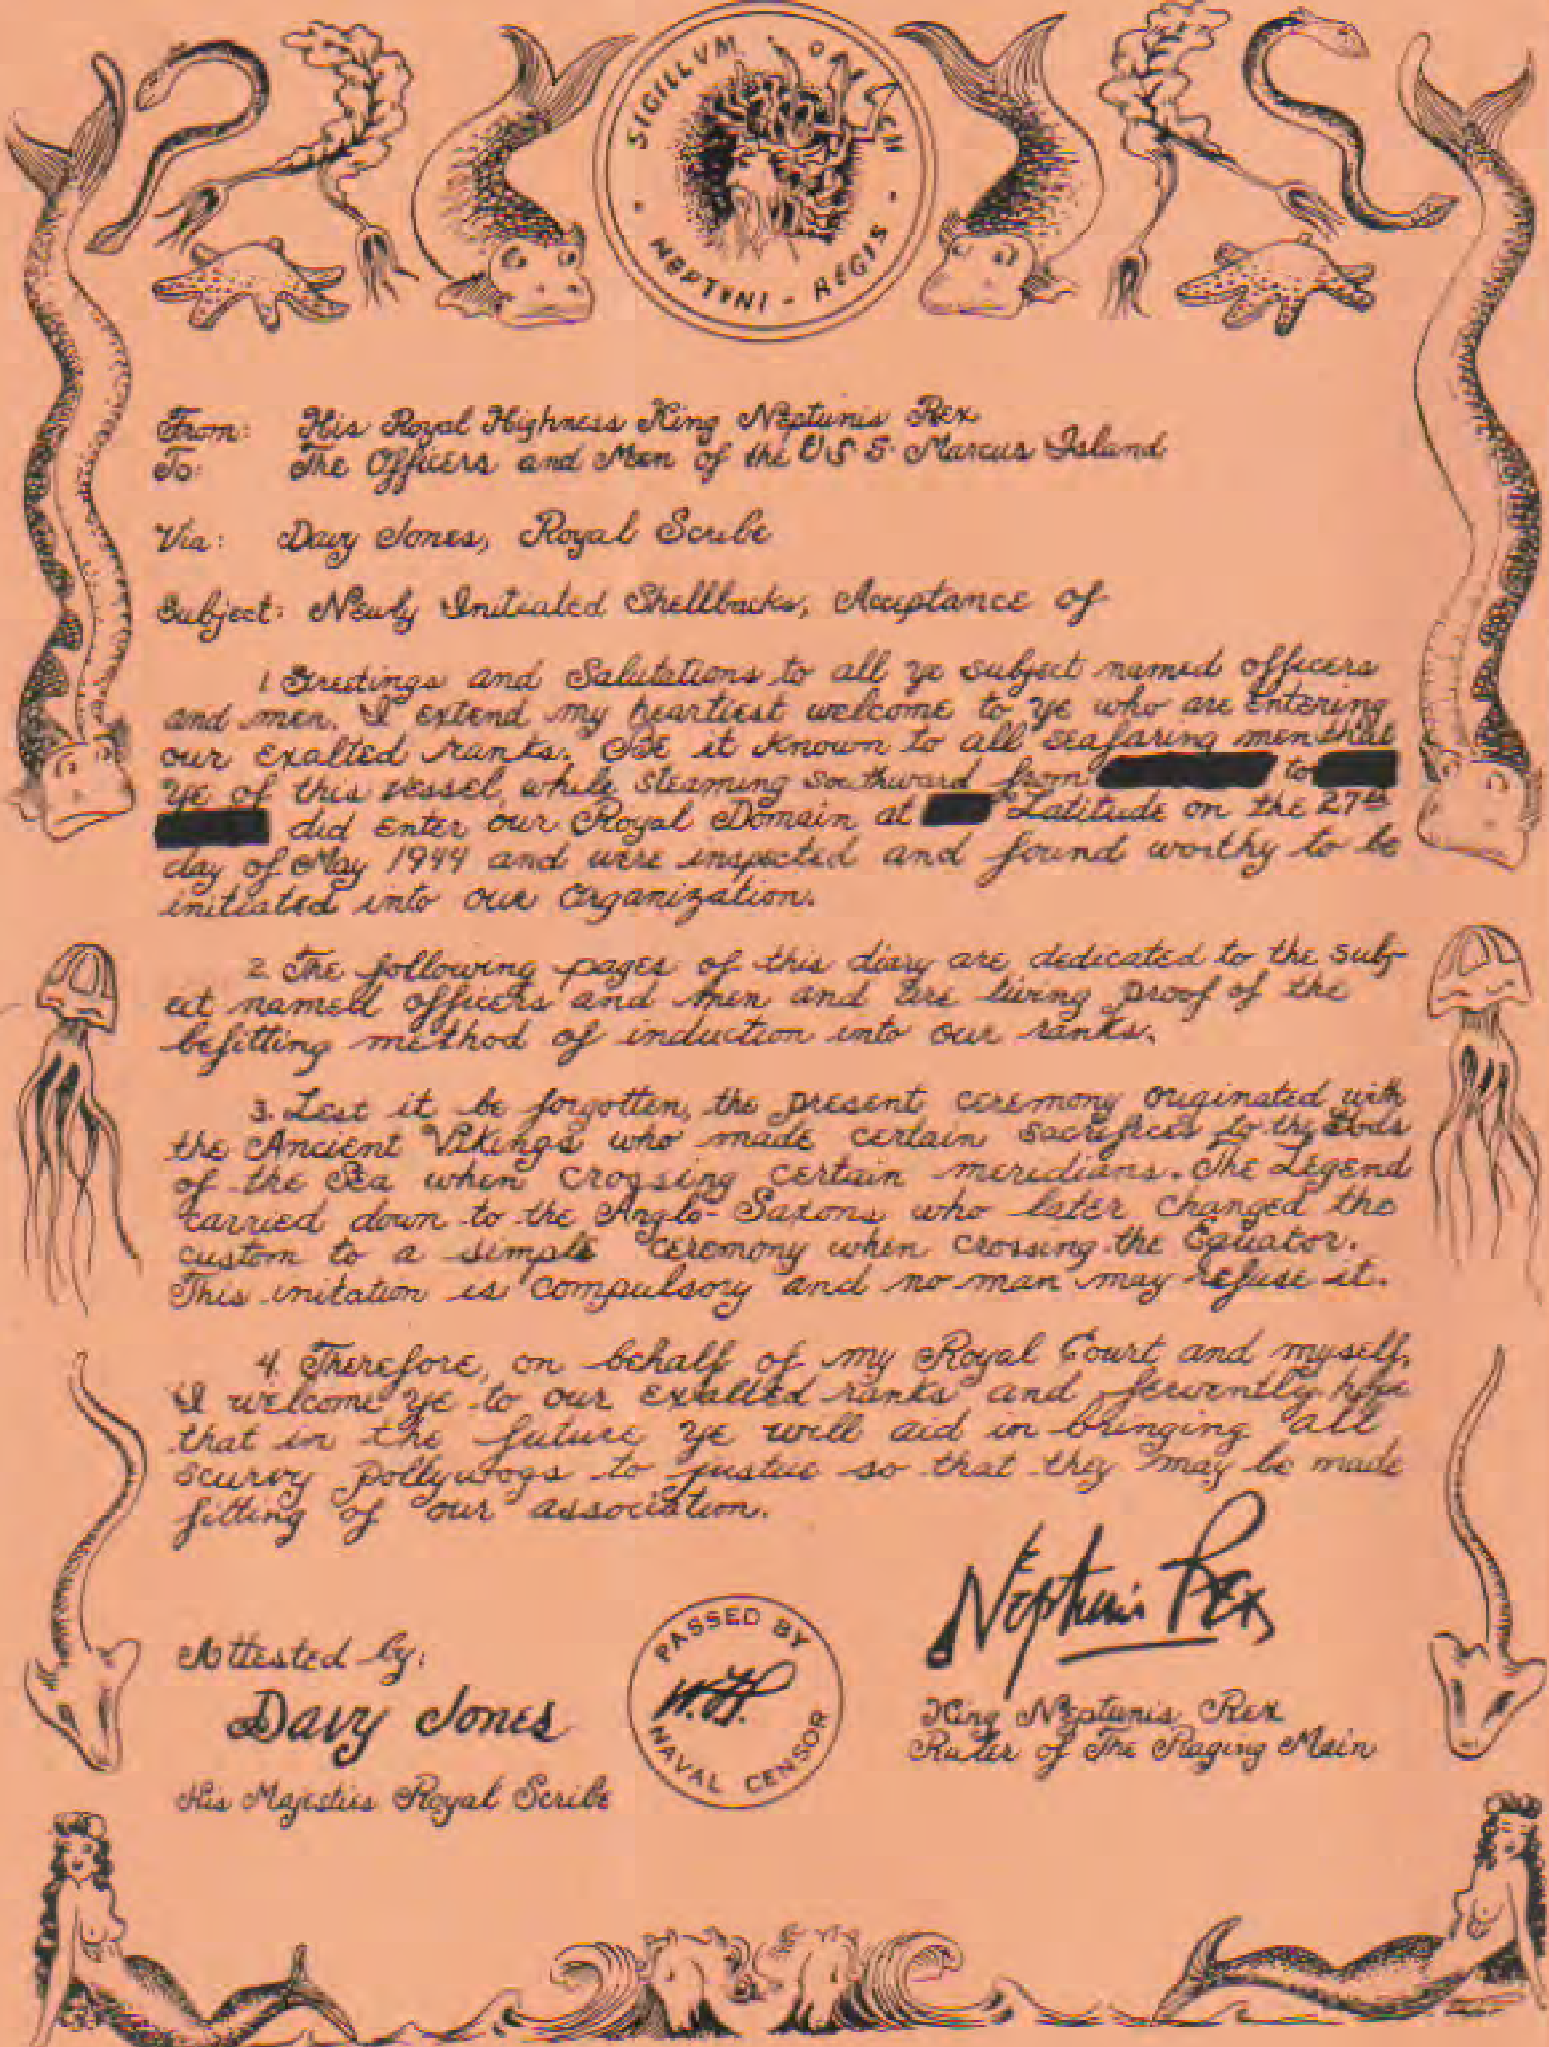 SIGILLVM
NEPTVNI - REGIS
From: His Royal Highness King Neptunis Rex
To: The Officers and Men of the U.S.S. Marcus Island
Via: Davy Jones, Royal Scribe
Subject: Newly Initiated Shellbacks, Acceptance of
1 Greetings and Salutations to all ye subject named officers
and men. I extend my heartiest welcome to ye who are entering
our exalted ranks. Be it known to all seafaring men that
ye of this vessel, while steaming southward from to
did enter our Royal Domain at Latitude on the 27th
day of May 1944 and were inspected and found worthy to be
initiated into our Organization.
2 The following pages of this diary are dedicated to the subj-
ect named officers and men and are living proof of the
befitting method of induction into our ranks.
3. Lest it be forgotten, the present ceremony originated with
the Ancient Vikings who made certain sacrifices to the Gods
of the Sea when crossing certain meridians. The Legend
carried down to the Anglo-Saxons who later changed the
custom to a simple ceremony when crossing the Equator.
This initation is compulsory and no man may refuse it.
4. Therefore, on behalf of my Royal Court and myself,
I welcome ye to our exalted ranks and fervently hope
that in the future ye will aid in bringing all
scurvy pollywogs to justice so that they may be made
fitting of our association.
Neptunis Rex
PASSED BY
NAVAL CENSOR
Attested by:
Davy Jones
King Neptunis Rex
Ruler of The Raging Main
His Majesties Royal Scribe